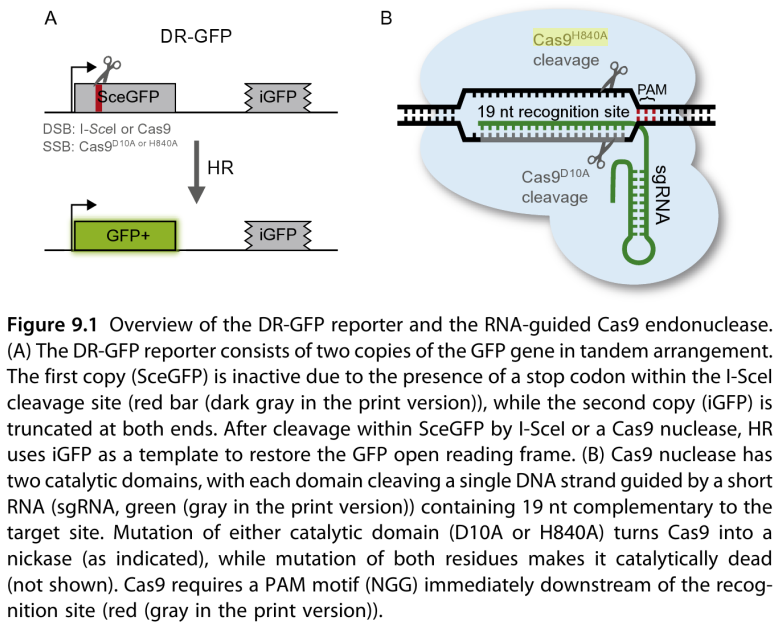 A
DR-GFP
SceGFP
iGFP
DSB: I-SceI or Cas9
SSB: Cas9D10A or H840A
HR
GFP+
iGFP
B
Cas9H840A
cleavage
PAM
19 nt recognition site
Cas9D10A
cleavage
sgRNA
Figure 9.1 Overview of the DR-GFP reporter and the RNA-guided Cas9 endonuclease.
(A) The DR-GFP reporter consists of two copies of the GFP gene in tandem arrangement.
The first copy (SceGFP) is inactive due to the presence of a stop codon within the I-SceI
cleavage site (red bar (dark gray in the print version)), while the second copy (iGFP) is
truncated at both ends. After cleavage within SceGFP by I-SceI or a Cas9 nuclease, HR
uses iGFP as a template to restore the GFP open reading frame. (B) Cas9 nuclease has
two catalytic domains, with each domain cleaving a single DNA strand guided by a short
RNA (sgRNA, green (gray in the print version)) containing 19 nt complementary to the
target site. Mutation of either catalytic domain (D10A or H840A) turns Cas9 into a
nickase (as indicated), while mutation of both residues makes it catalytically dead
(not shown). Cas9 requires a PAM motif (NGG) immediately downstream of the recog-
nition site (red (gray in the print version)).